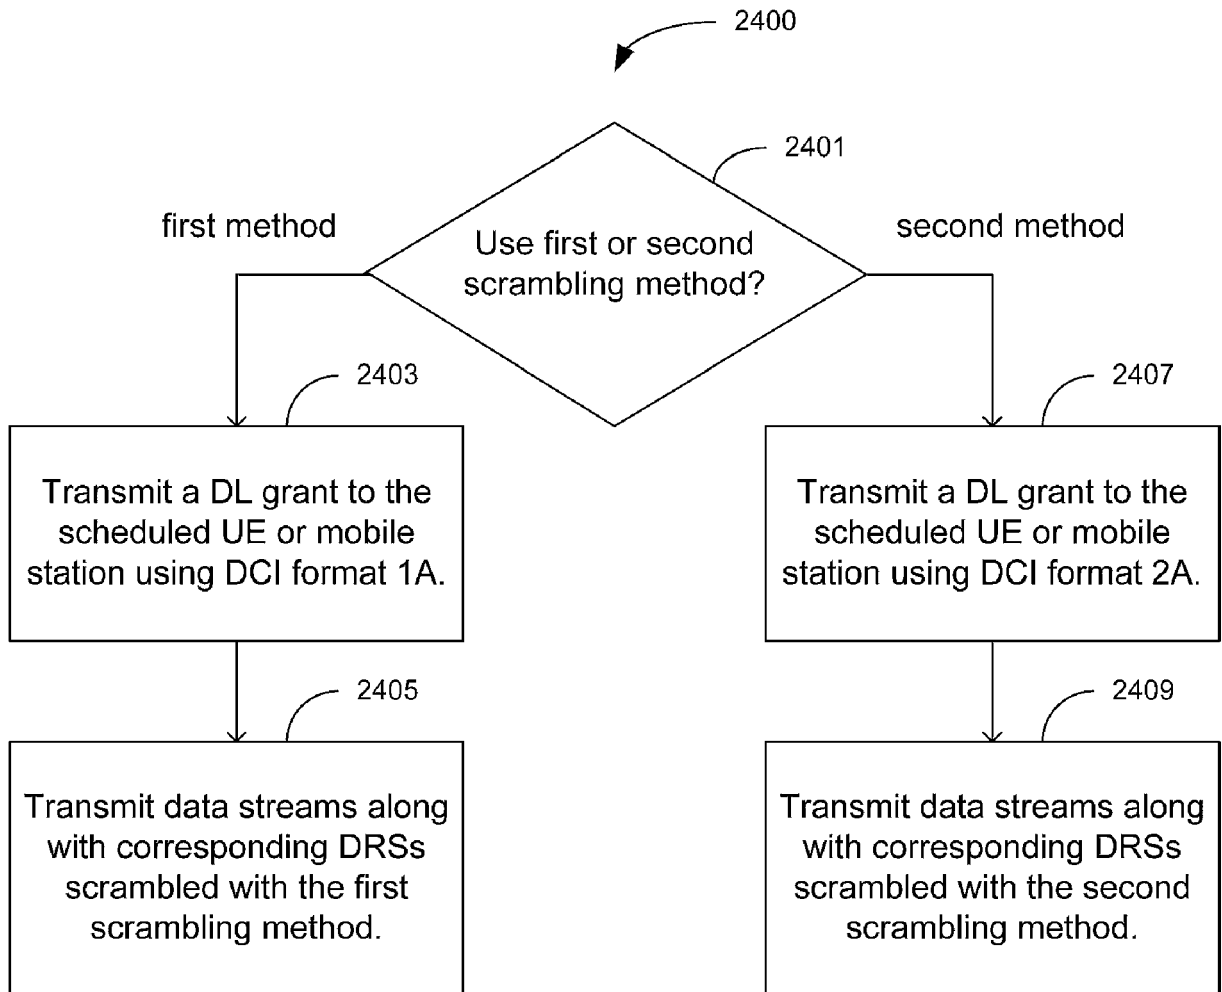 2400
2401
first method
second method
Use first or second
scrambling method?
2403
2407
Transmit a DL grant to the
scheduled UE or mobile
station using DCI format 1A.
Transmit a DL grant to the
scheduled UE or mobile
station using DCI format 2A.
2405
2409
Transmit data streams along
with corresponding DRSs
scrambled with the first
scrambling method.
Transmit data streams along
with corresponding DRSs
scrambled with the second
scrambling method.